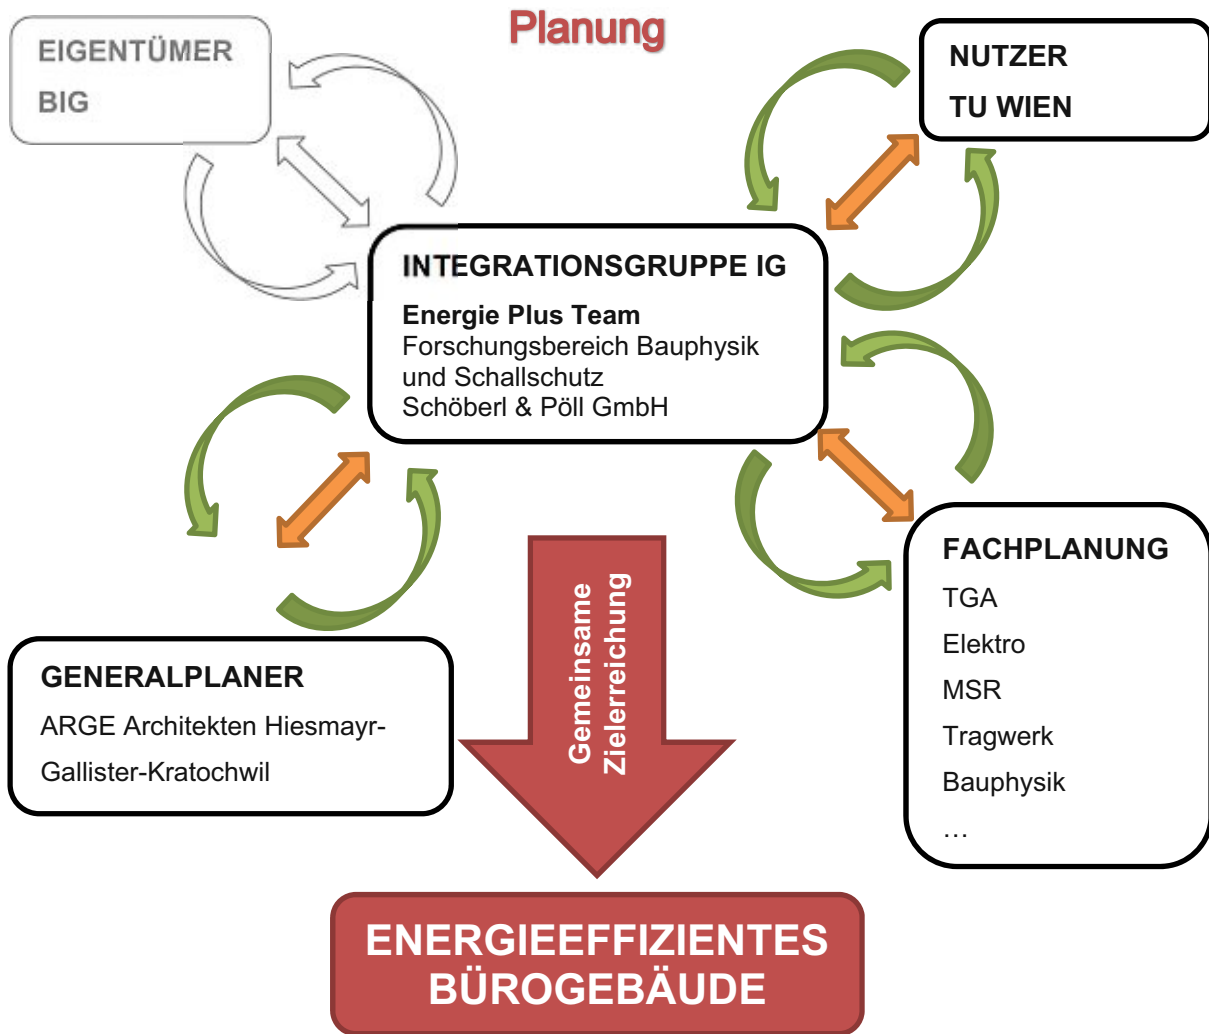 Planung
EIGENTÜMER
BIG
NUTZER
TU WIEN
INTEGRATIONSGRUPPE IG
Energie Plus Team
Forschungsbereich Bauphysik
und Schallschutz
Schöberl & Pöll GmbH
GENERALPLANER
ARGE Architekten Hiesmayr-
Gallister-Kratochwil
Gemeinsame
Zielerreichung
FACHPLANUNG
TGA
Elektro
MSR
Tragwerk
Bauphysik
…
ENERGIEEFFIZIENTES
BÜROGEBÄUDE